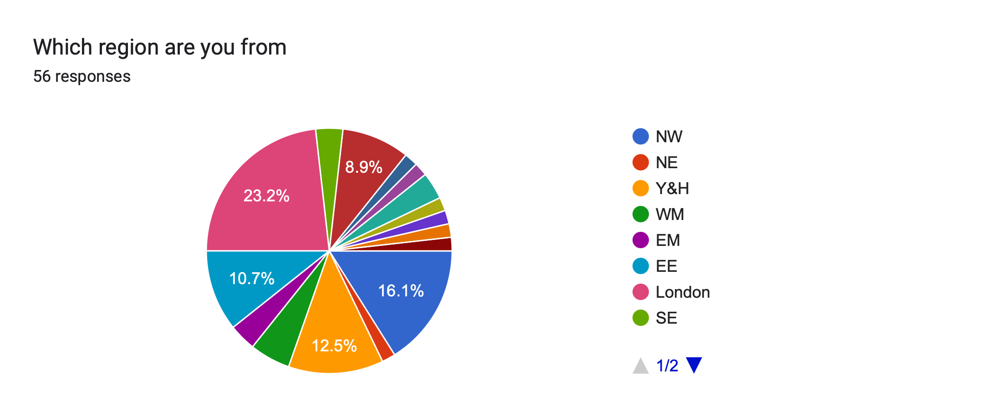 Which region are you from
56 responses
8.9%
23.2%
10.7%
16.1%
12.5%
NW
NE
Y&H
WM
EM
EE
London
SE
1/2